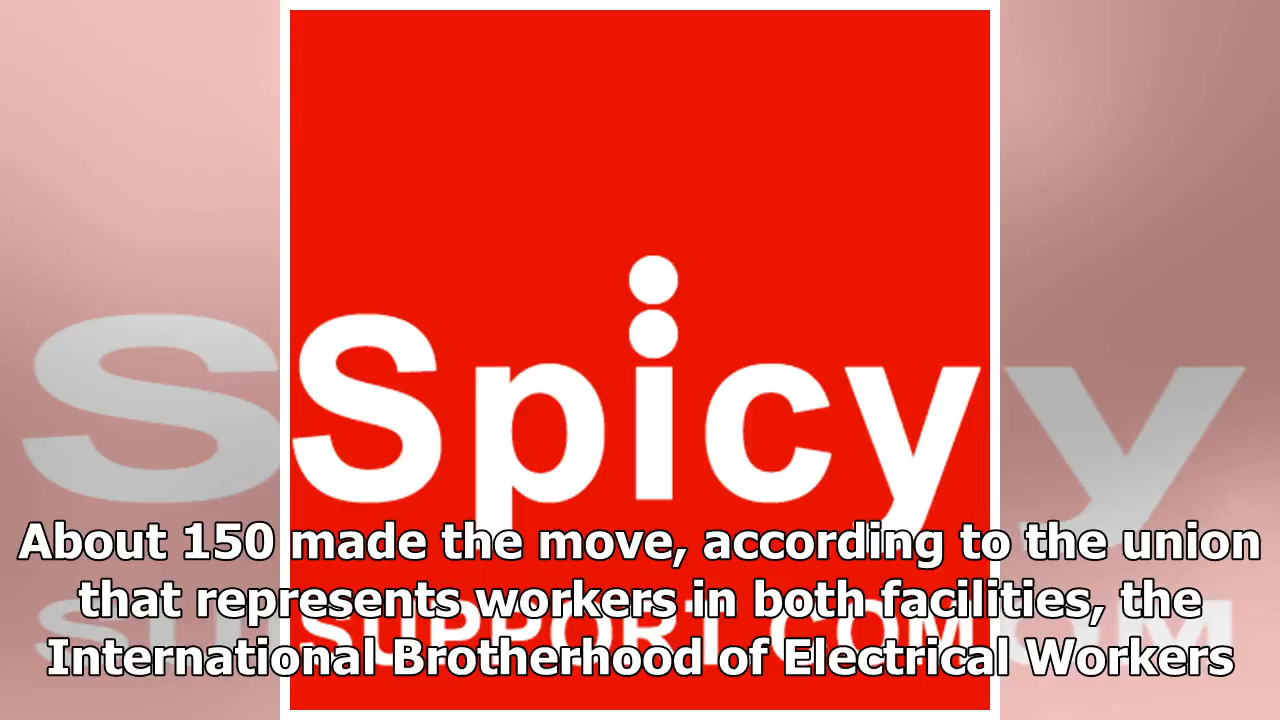 Spicy
SUPPORT.COM
About 150 made the move, according to the union
that represents workers in both facilities, the
International Brotherhood of Electrical Workers